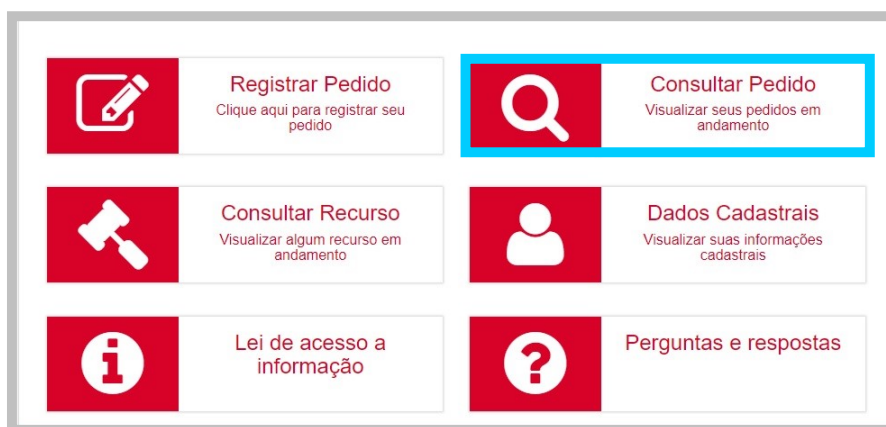 Registrar Pedido
Clique aqui para registrar seu
pedido
Consultar Pedido
Visualizar seus pedidos em
andamento
Consultar Recurso
Visualizar algum recurso em
andamento
Dados Cadastrais
Visualizar suas informações
cadastrais
Lei de acesso a
informação
Perguntas e respostas